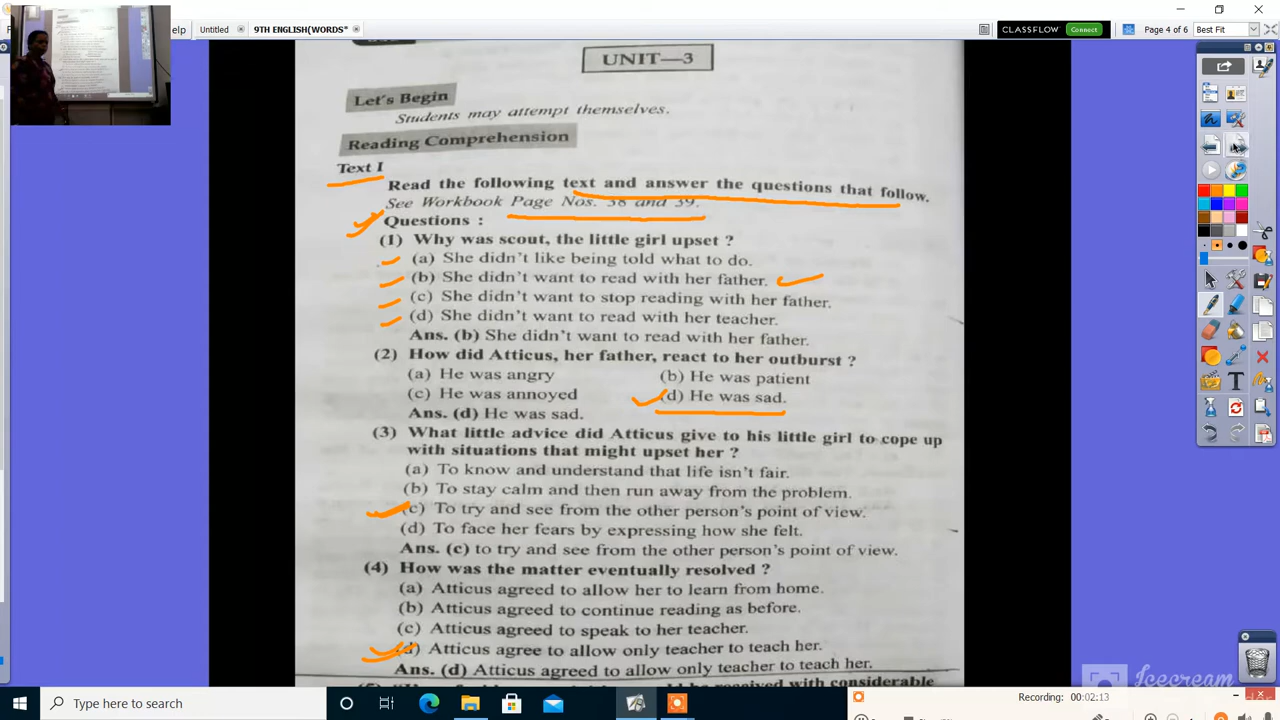 elp
Untitled
9TH ENGLISH(WORDS*
CLASSFLOW
Connect
Page 4 of 6
Best Fit
UNIT—3
Let's Begin
Students may attempt themselves.
Reading Comprehension
Text I
Read the following text and answer the questions that follow.
See Workbook Page Nos. 38 and 39.
Questions :
(1) Why was scout, the little girl upset ?
(a) She didn't like being told what to do.
(b) She didn't want to read with her father.
(c) She didn't want to stop reading with her father.
(d) She didn't want to read with her teacher.
Ans. (b) She didn't want to read with her father.
(2) How did Atticus, her father, react to her outburst ?
(a) He was angry (b) He was patient
(c) He was annoyed (d) He was sad.
Ans. (d) He was sad.
(3) What little advice did Atticus give to his little girl to cope up
with situations that might upset her ?
(a) To know and understand that life isn't fair.
(b) To stay calm and then run away from the problem.
(c) To try and see from the other person's point of view.
(d) To face her fears by expressing how she felt.
Ans. (c) to try and see from the other person's point of view.
(4) How was the matter eventually resolved ?
(a) Atticus agreed to allow her to learn from home.
(b) Atticus agreed to continue reading as before.
(c) Atticus agreed to speak to her teacher.
(d) Atticus agree to allow only teacher to teach her.
Ans. (d) Atticus agreed to allow only teacher to teach her.
received with considerable
Icecream
Type here to search
Recording: 00:02:13